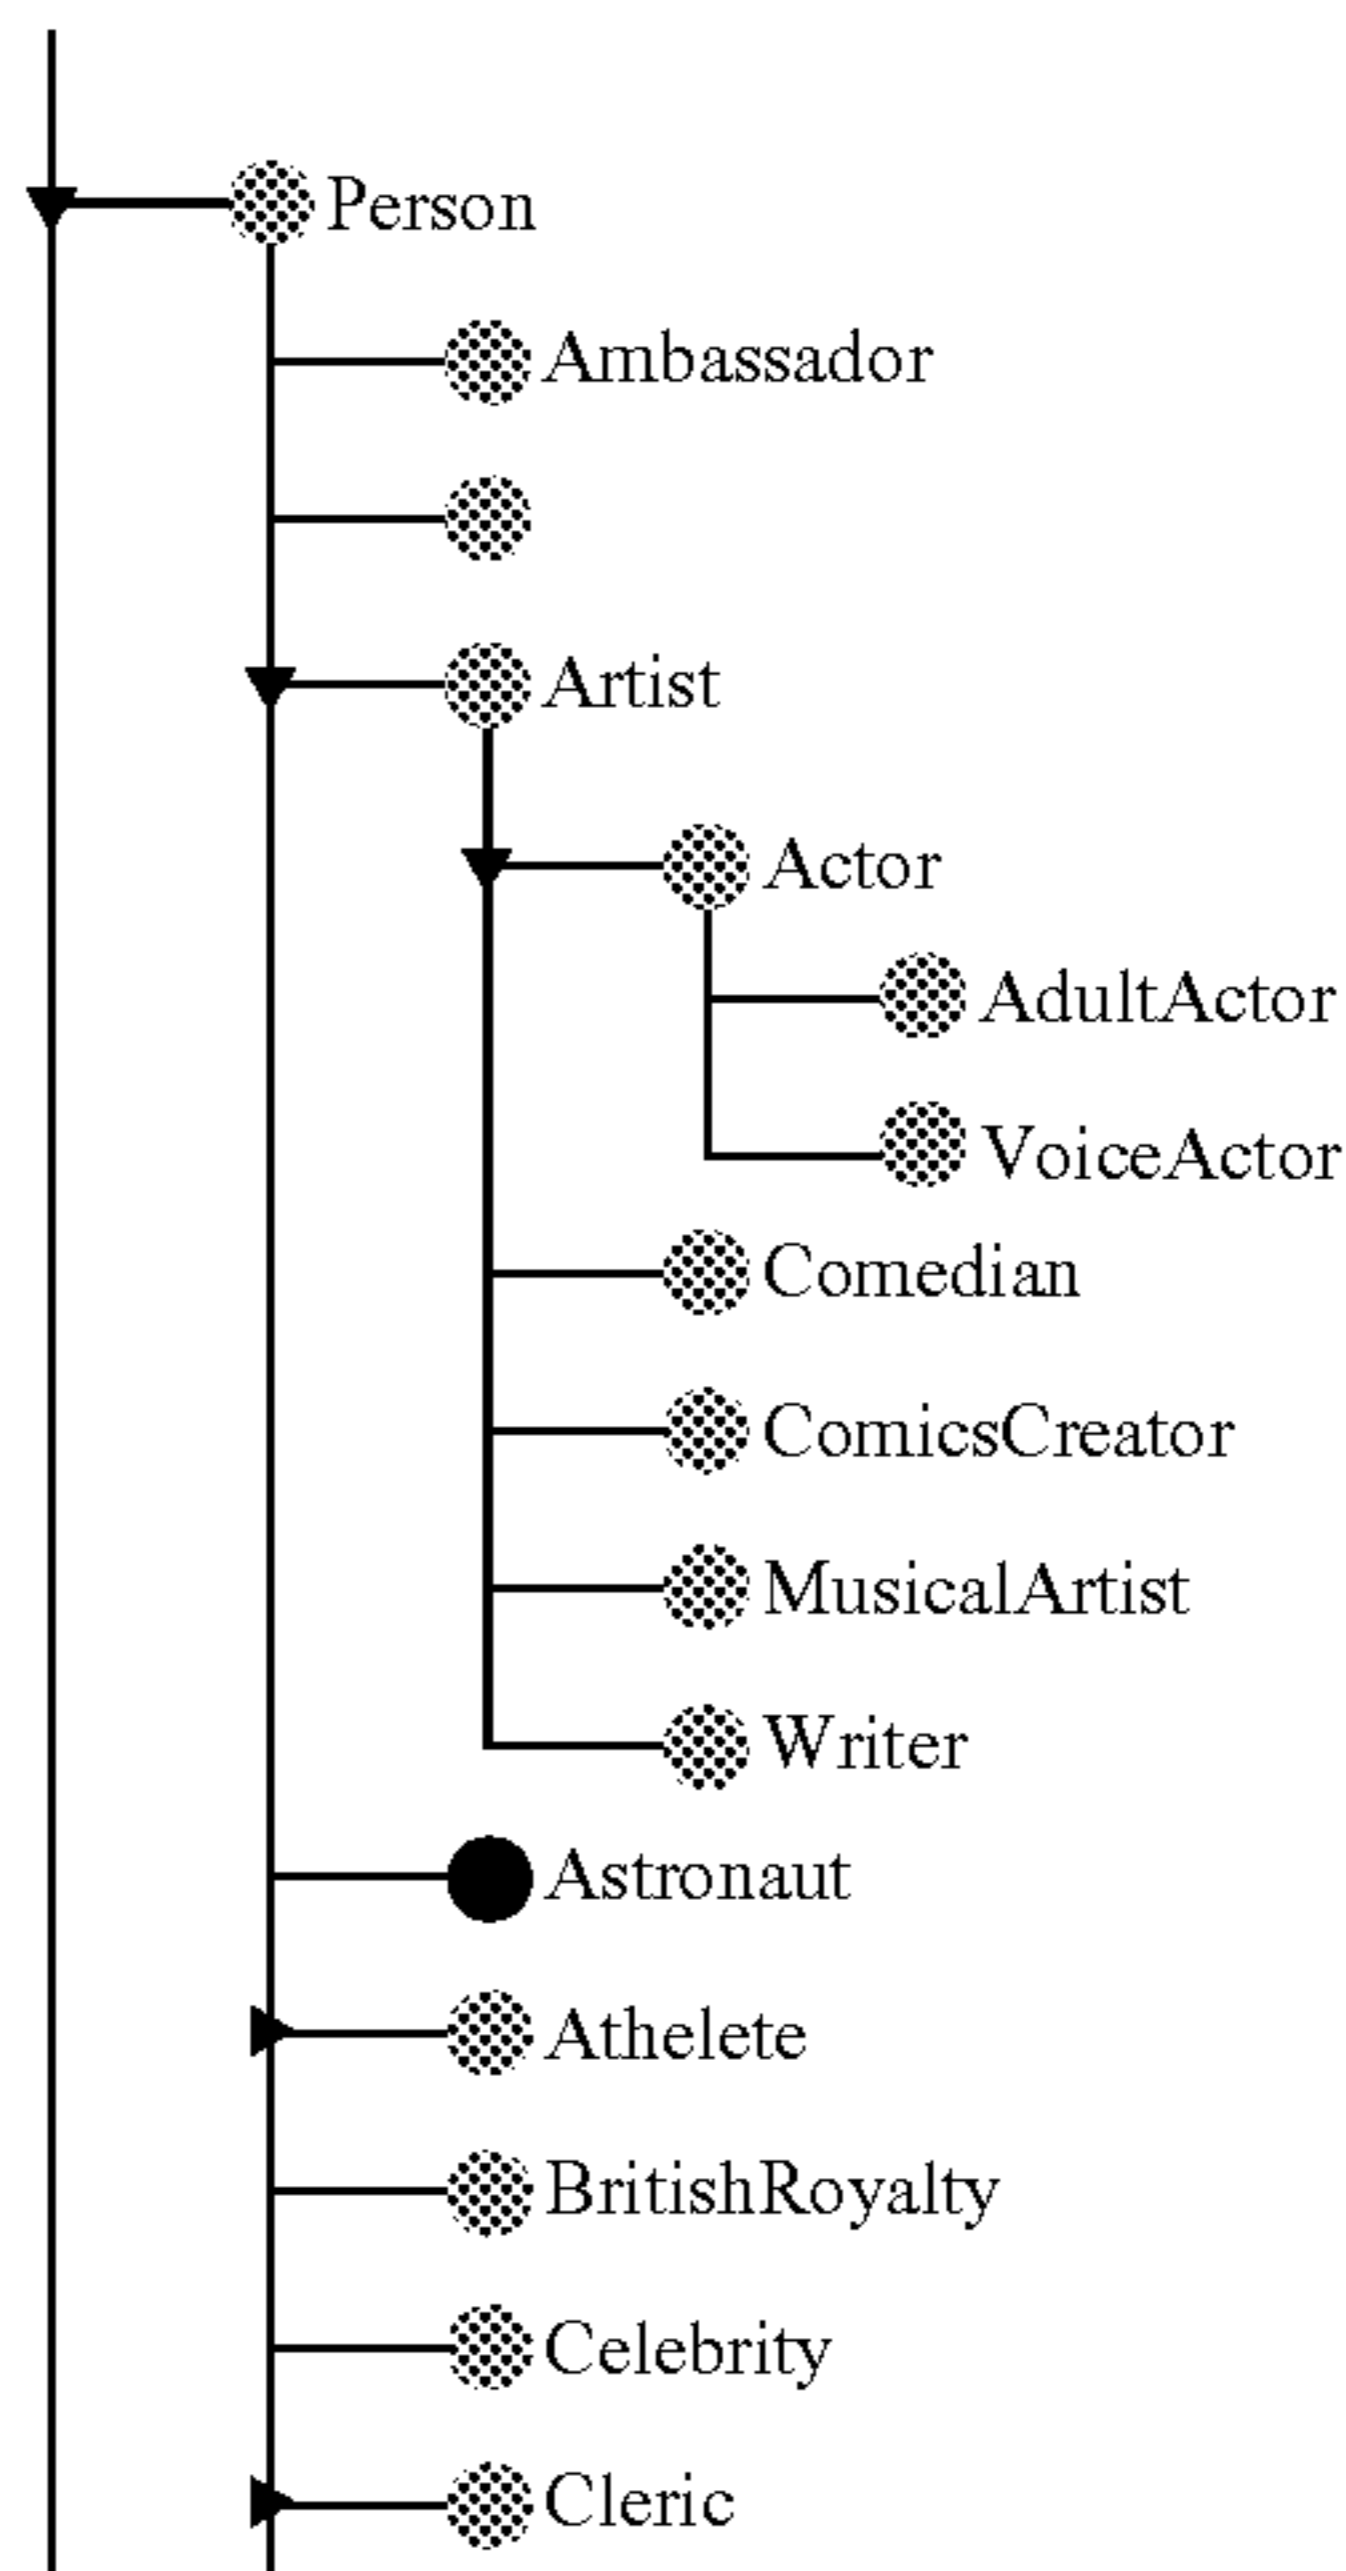 Person
Ambassador
Artist
Actor
AdultActor
VoiceActor
Comedian
ComicsCreator
MusicalArtist
Writer
Astronaut
Athelete
BritishRoyalty
Celebrity
Cleric